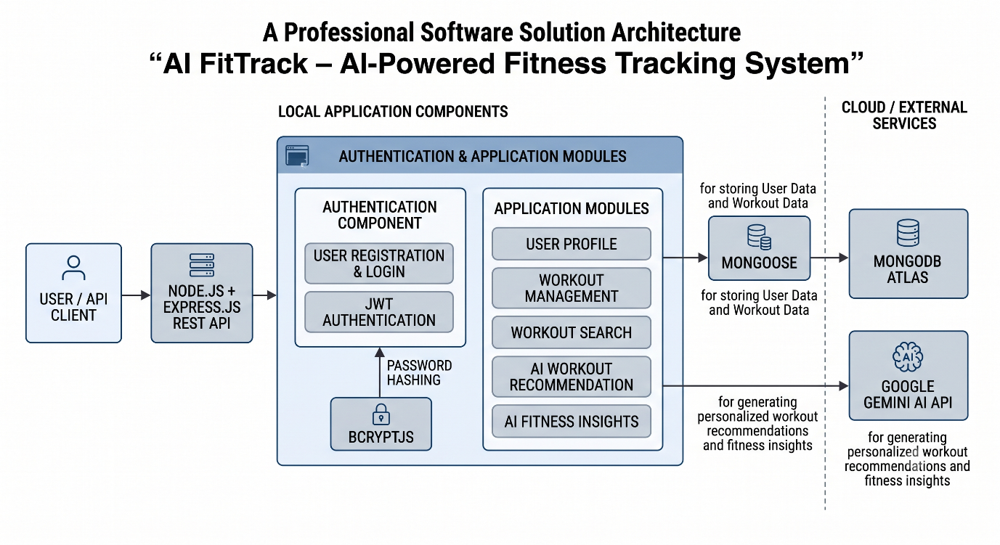 A Professional Software Solution Architecture
“AI FitTrack – AI-Powered Fitness Tracking System”
LOCAL APPLICATION COMPONENTS
CLOUD / EXTERNAL
SERVICES
AUTHENTICATION & APPLICATION MODULES
USER / API
CLIENT
NODE.JS +
EXPRESS.JS
REST API
AUTHENTICATION
COMPONENT
USER REGISTRATION
& LOGIN
JWT
AUTHENTICATION
PASSWORD
HASHING
BCRYPTJS
APPLICATION MODULES
USER PROFILE
WORKOUT
MANAGEMENT
WORKOUT SEARCH
AI WORKOUT
RECOMMENDATION
AI FITNESS INSIGHTS
for storing User Data
and Workout Data
MONGOOSE
for storing User Data
and Workout Data
MONGODB
ATLAS
for generating
personalized workout
recommendations
and fitness insights
AI
GOOGLE
GEMINI AI API
for generating
personalized workout
recommendations and
fitness insights